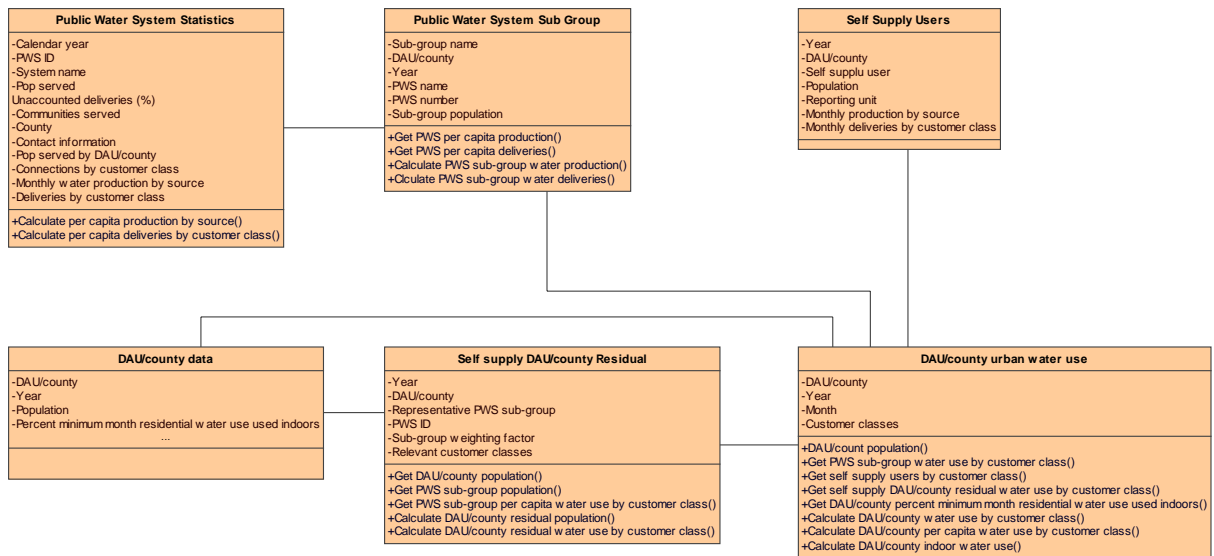 Public Water System Statistics
-Calendar year
-PWS ID
-System name
-Pop served
Unaccounted deliveries (%)
-Communities served
-County
-Contact information
-Pop served by DAU/county
-Connections by customer class
-Monthly water production by source
-Deliveries by customer class
+Calculate per capita production by source()
+Calculate per capita deliveries by customer class()
Public Water System Sub Group
-Sub-group name
-DAU/county
-Year
-PWS name
-PWS number
-Sub-group population
+Get PWS per capita production()
+Get PWS per capita deliveries()
+Calculate PWS sub-group water production()
+Clculate PWS sub-group water deliveries()
Self Supply Users
-Year
-DAU/county
-Self supplu user
-Population
-Reporting unit
-Monthly production by source
-Monthly deliveries by customer class
DAU/county data
-DAU/county
-Year
-Population
-Percent minimum month residential water use used indoors
...
Self supply DAU/county Residual
-Year
-DAU/county
-Representative PWS sub-group
-PWS ID
-Sub-group weighting factor
-Relevant customer classes
+Get DAU/county population()
+Get PWS sub-group population()
+Get PWS sub-group per capita water use by customer class()
+Calculate DAU/county residual population()
+Calculate DAU/county residual water use by customer class()
DAU/county urban water use
-DAU/county
-Year
-Month
-Customer classes
+DAU/count population()
+Get PWS sub-group water use by customer class()
+Get self supply users by customer class()
+Get self supply DAU/county residual water use by customer class()
+Get DAU/county percent minimum month residential water use used indoors()
+Calculate DAU/county water use by customer class()
+Calculate DAU/county per capita water use by customer class()
+Calculate DAU/county indoor water use()